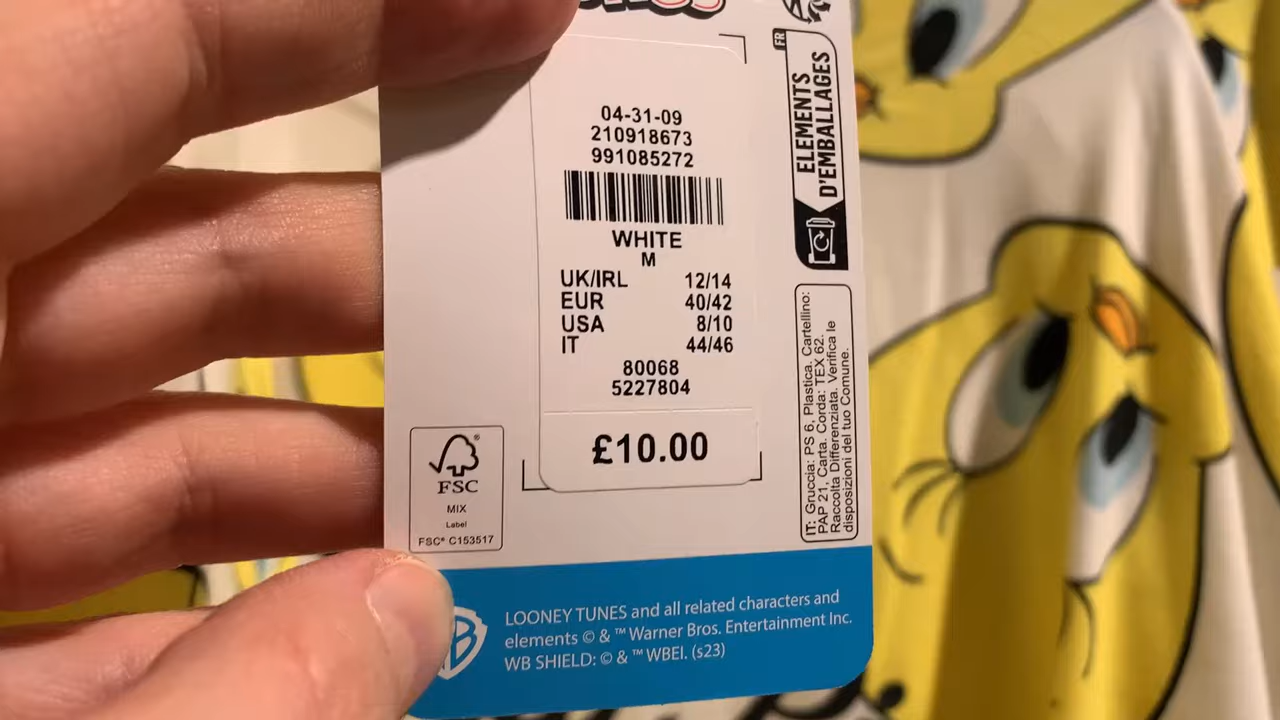 04-31-09
210918673
991085272
WHITE
M
UK/IRL 12/14
EUR 40/42
USA 8/10
IT 44/46
80068
5227804
£10.00
FSC®
MIX
Label
FSC® C153517
FR
ELEMENTS
D'EMBALLAGES
IT: Gruccia: PS 6, Plastica. Cartellino:
PAP 21, Carta. Corda: TEX 62.
Raccolta Differenziata. Verifica le
disposizioni del tuo Comune.
WB
LOONEY TUNES and all related characters and
elements © & ™ Warner Bros. Entertainment Inc.
WB SHIELD: © & ™ WBEI. (s23)